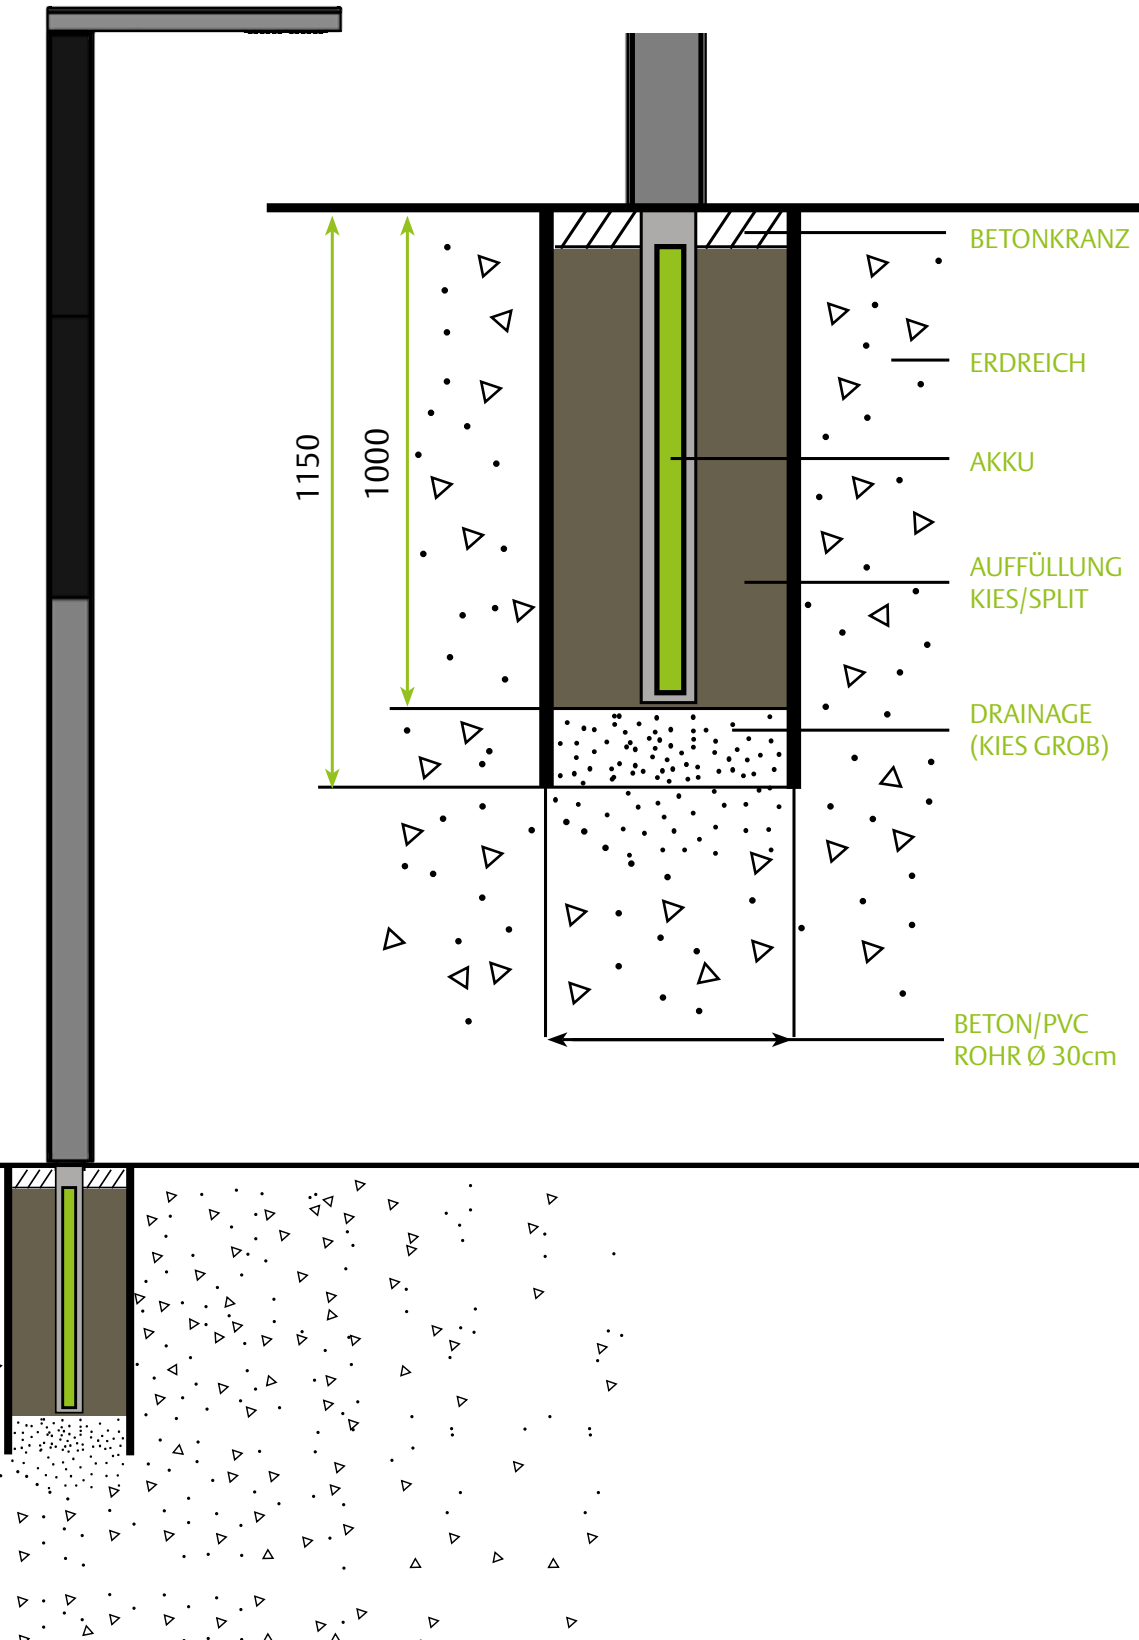 BETONKRANZ
ERDREICH
1150
1000
AKKU
AUFFÜLLUNG
KIES/SPLIT
DRAINAGE
(KIES GROB)
BETON/PVC
ROHR Ø 30cm